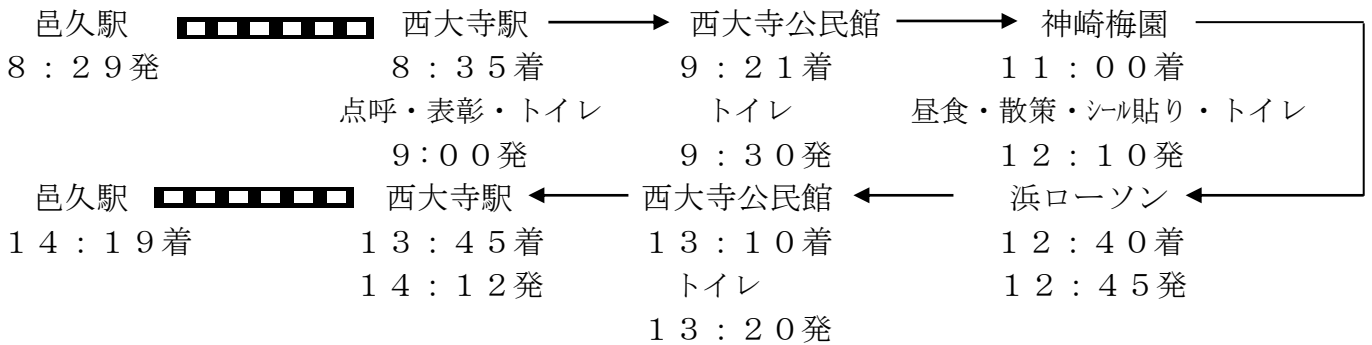 邑久駅 西大寺駅 西大寺公民館 神崎梅園
８：２９発 ８：３５着 ９：２１着 １１：００着
点呼・表彰・トイレ トイレ 昼食・散策・ｼｰﾙ貼り・トイレ
９:００発 ９：３０発 １２：１０発
邑久駅 西大寺駅 西大寺公民館 浜ローソン
１４：１９着 １３：４５着 １３：１０着 １２：４０着
１４：１２発 トイレ １２：４５発
１３：２０発